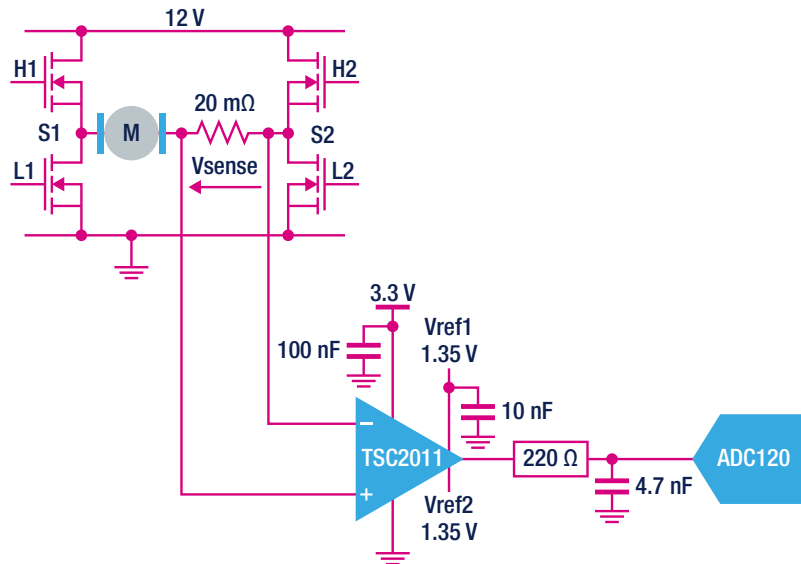 12 V
H1
H2
20 mΩ
S1
M
S2
Vsense
L1
L2
3.3 V
Vref1
1.35 V
100 nF
10 nF
−
TSC2011
220 Ω
ADC120
+
4.7 nF
Vref2
1.35 V